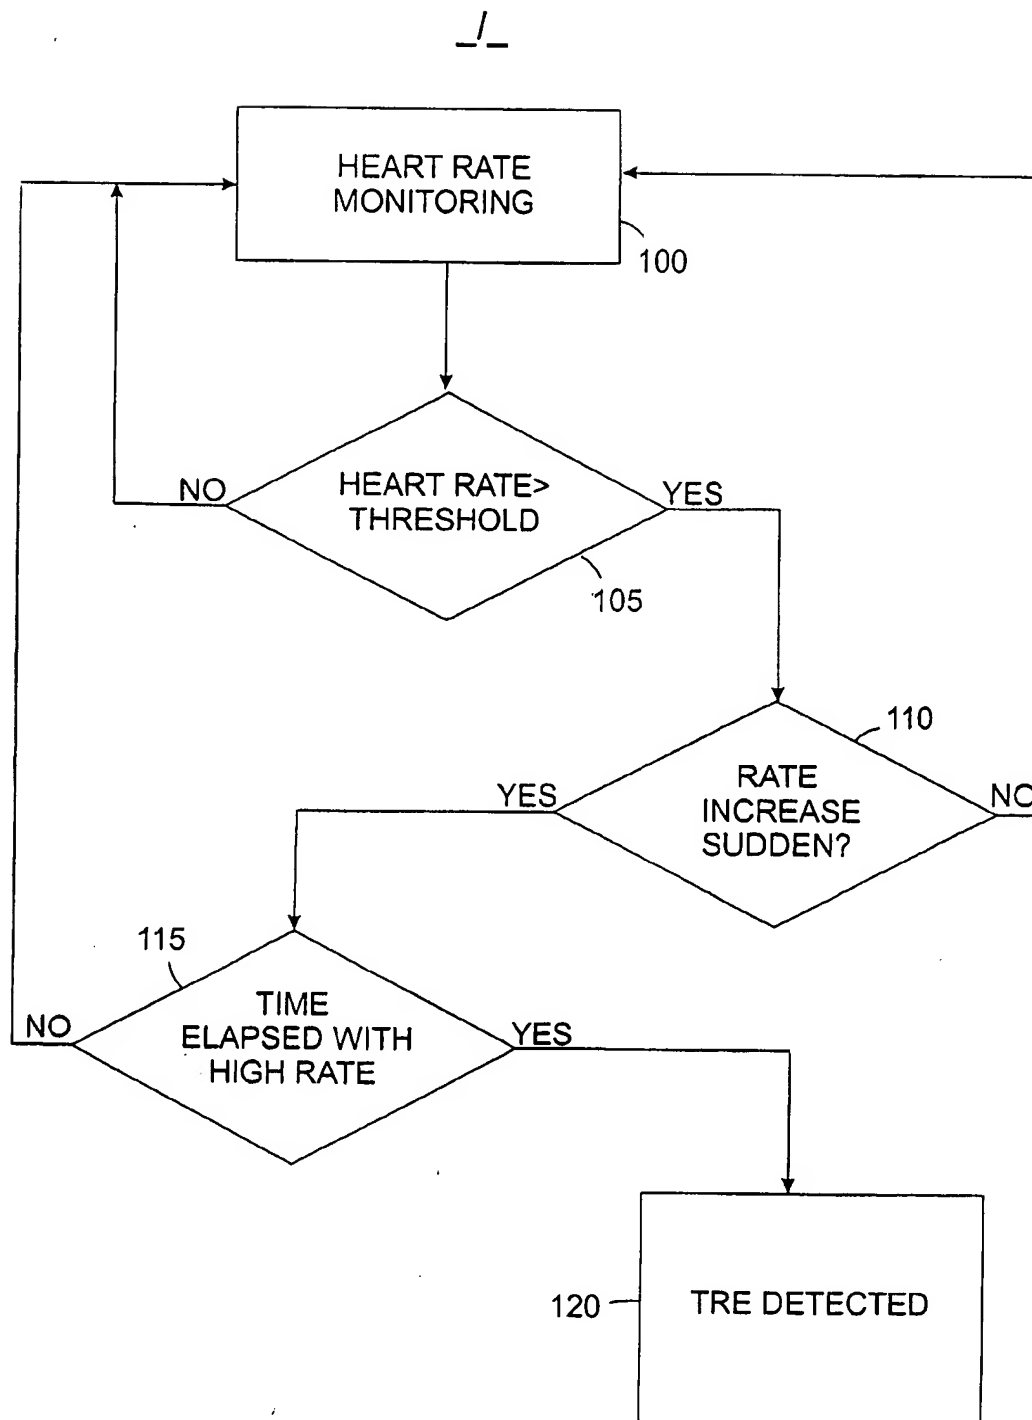 HEART RATE
MONITORING
100
HEART RATE>
THRESHOLD
NO
YES
105
110
RATE
INCREASE
SUDDEN?
YES
NO
115
TIME
ELAPSED WITH
HIGH RATE
NO
YES
120
TRE DETECTED